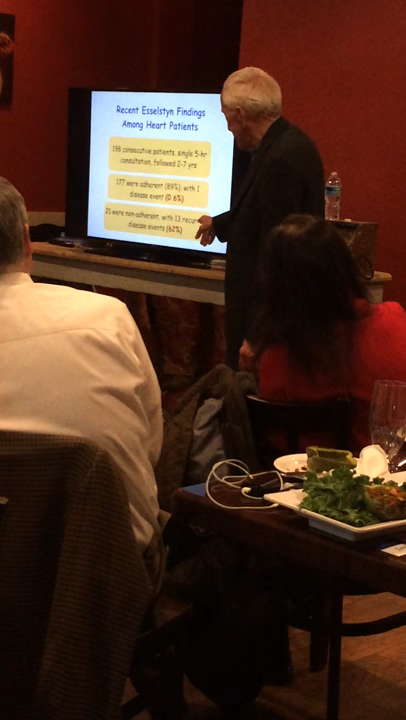 Recent Esselstyn Findings
Among Heart Patients
198 consecutive patients, single 5-hr
consultation, followed 2-7 yrs
177 were adherent (89%), with 1
disease event (0.6%)
21 were non-adherent, with 13 recur
disease events (62%)